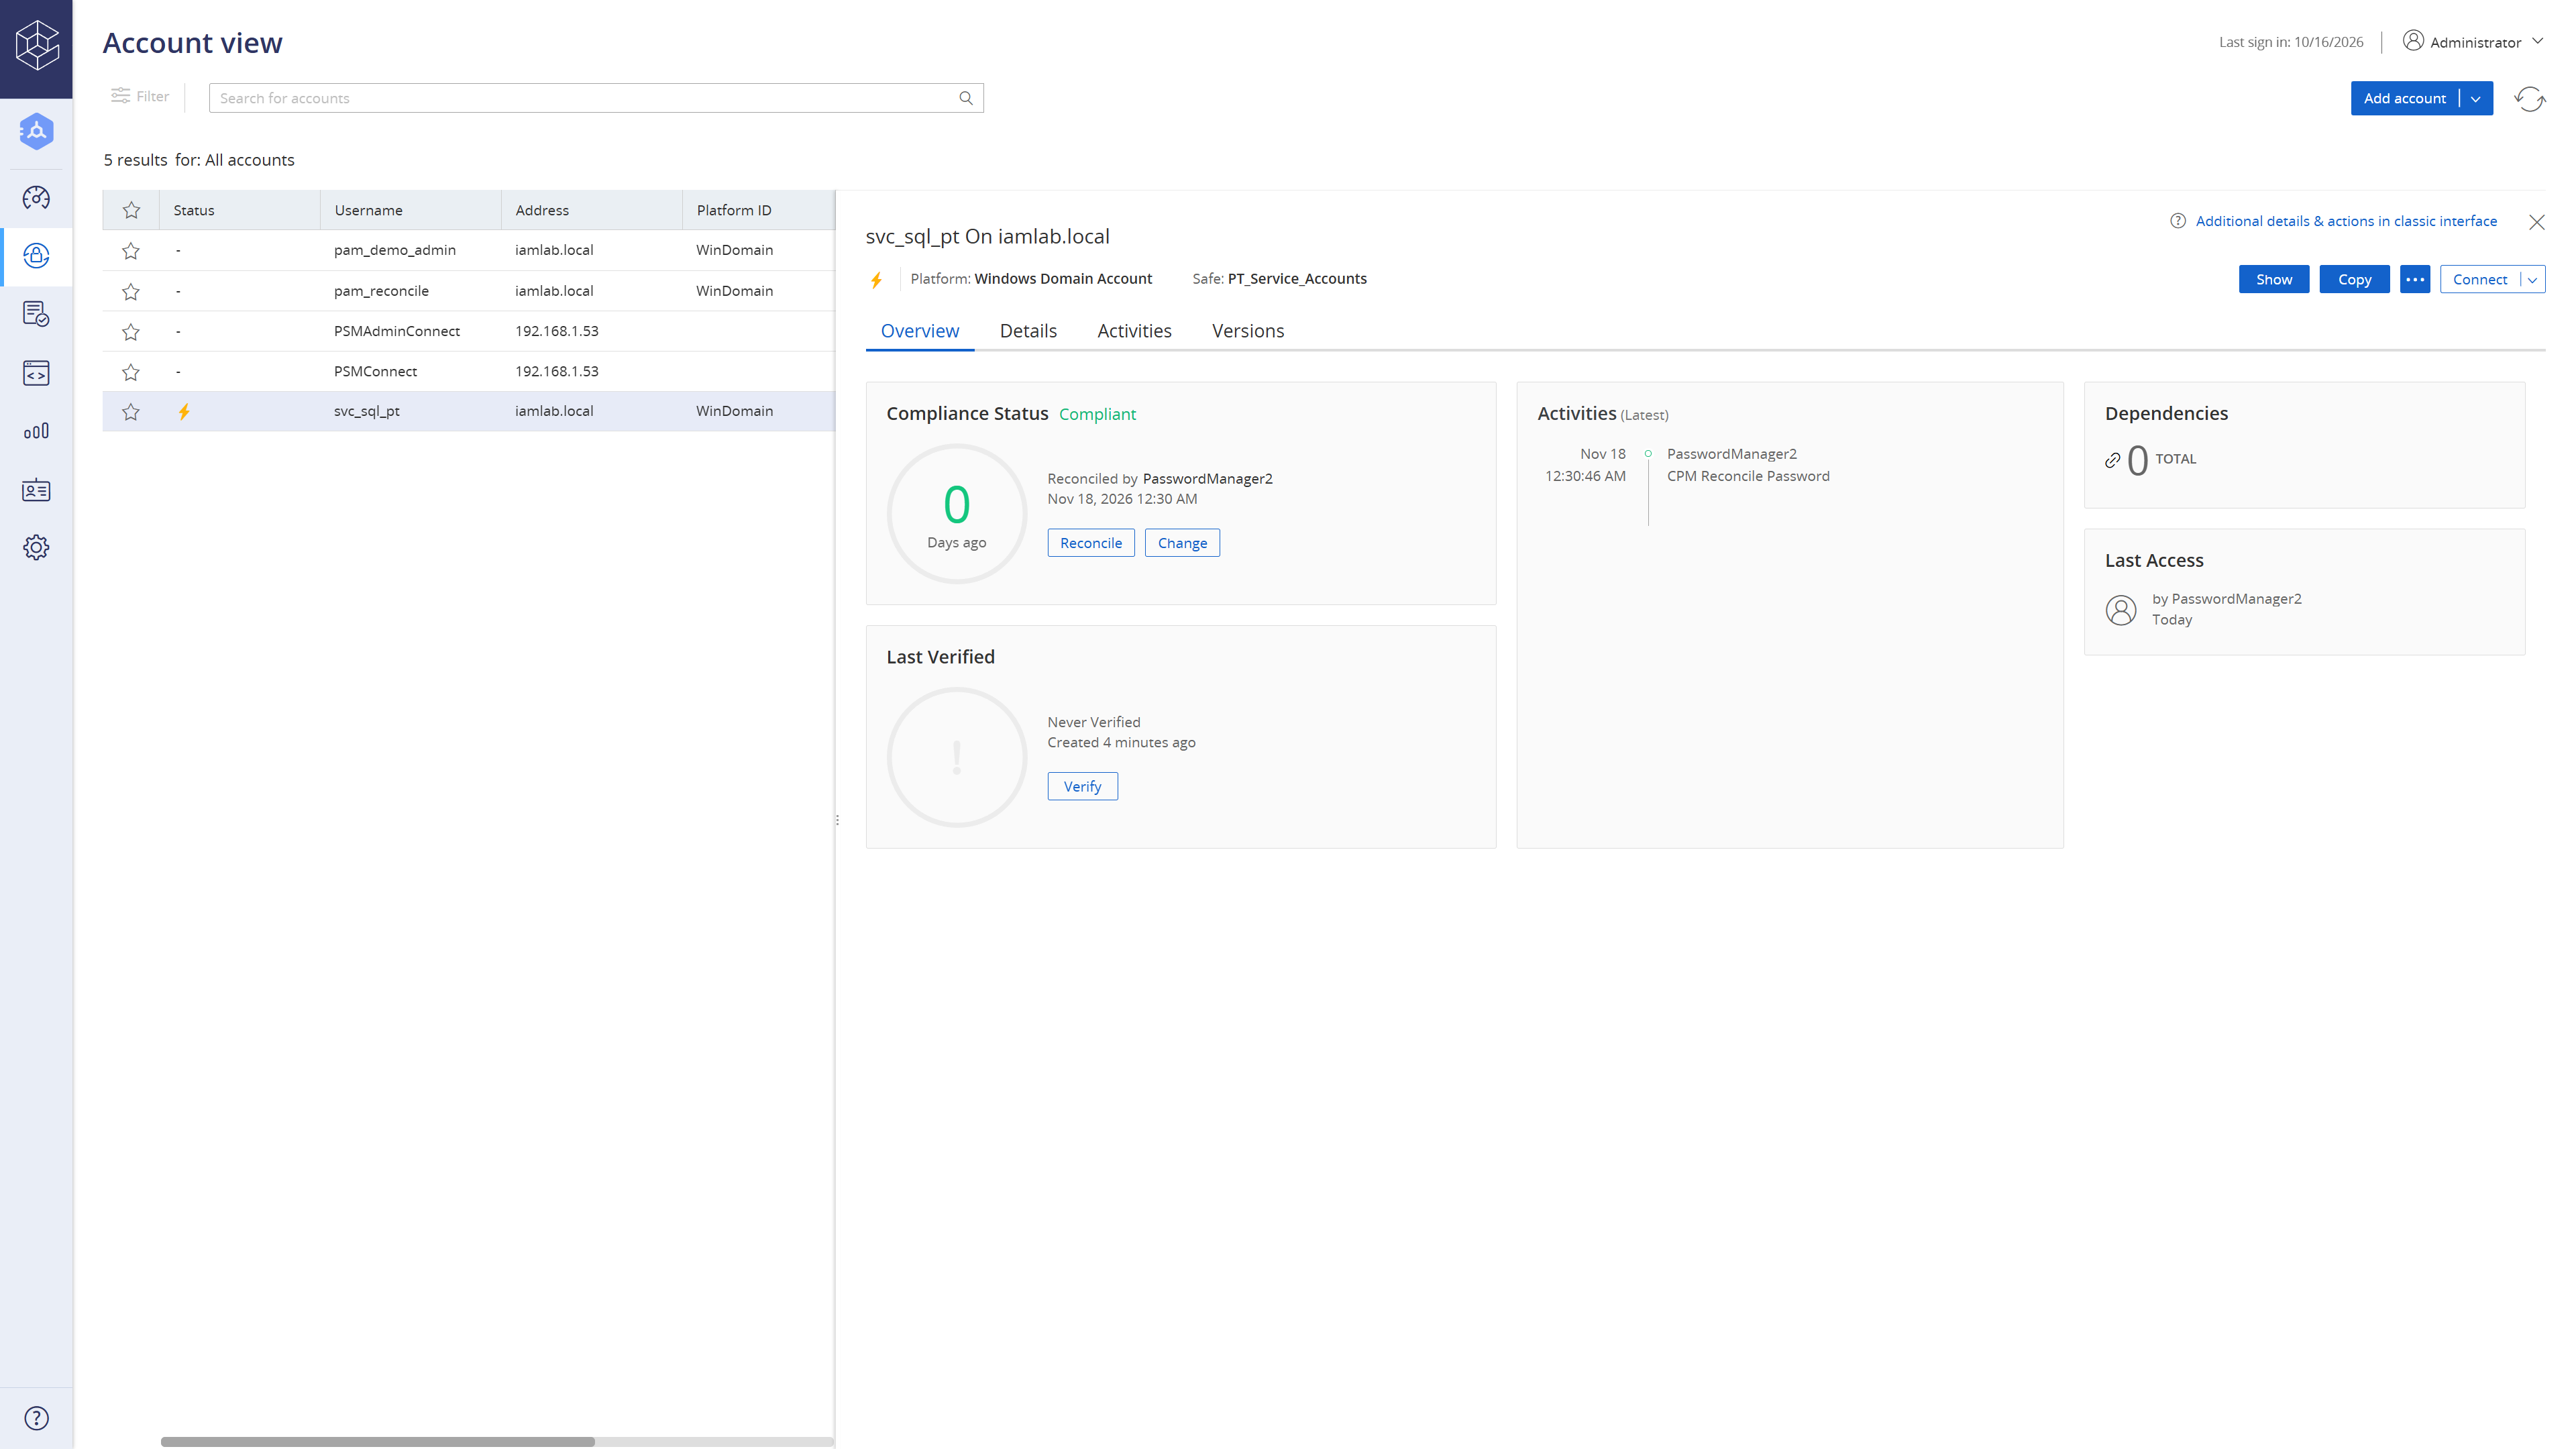 Account view
Last sign in: 10/16/2026
Administrator
Filter
Search for accounts
Add account
5 results for: All accounts
Status Username Address Platform ID
- pam_demo_admin iamlab.local WinDomain
- pam_reconcile iamlab.local WinDomain
- PSMAdminConnect 192.168.1.53
- PSMConnect 192.168.1.53
svc_sql_pt iamlab.local WinDomain
? Additional details & actions in classic interface
svc_sql_pt On iamlab.local
Platform: Windows Domain Account Safe: PT_Service_Accounts
Show Copy ... Connect
Overview Details Activities Versions
Compliance Status Compliant
0
Days ago
Reconciled by PasswordManager2
Nov 18, 2026 12:30 AM
Reconcile Change
Last Verified
!
Never Verified
Created 4 minutes ago
Verify
Activities (Latest)
Nov 18 PasswordManager2
12:30:46 AM CPM Reconcile Password
Dependencies
0 TOTAL
Last Access
by PasswordManager2
Today
?